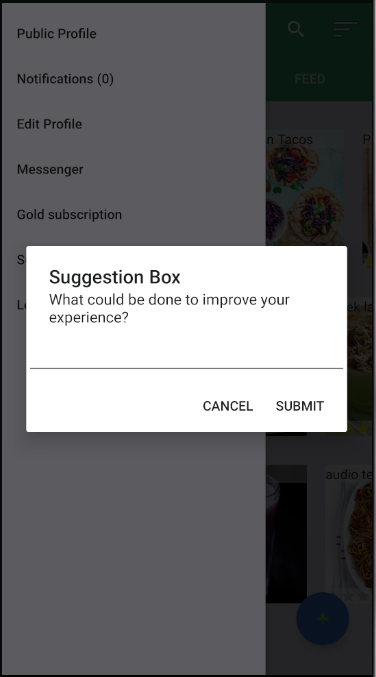 Public Profile
Notifications (0)
FEED
Edit Profile
n Tacos
P
Messenger
Gold subscription
S
Suggestion Box
What could be done to improve your
experience?
ek la
CANCEL
SUBMIT
audio te
+